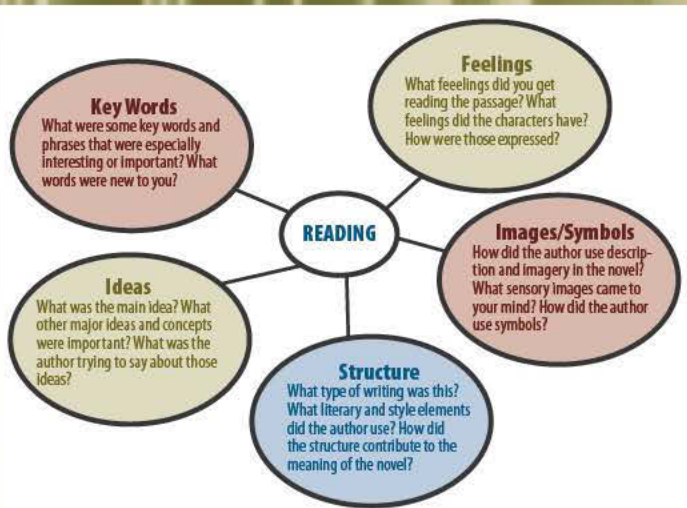 Feelings
What feeelings did you get
reading the passage? What
feelings did the characters have?
How were those expressed?
Key Words
What were some key words and
phrases that were especially
interesting or important? What
words were new to you?
READING
Images/Symbols
How did the author use descrip-
tion and imagery in the novel?
What sensory images came to
your mind? How did the author
use symbols?
Ideas
What was the main idea? What
other major ideas and concepts
were important? What was the
author trying to say about those
ideas?
Structure
What type of writing was this?
What literary and style elements
did the author use? How did
the structure contribute to the
meaning of the novel?